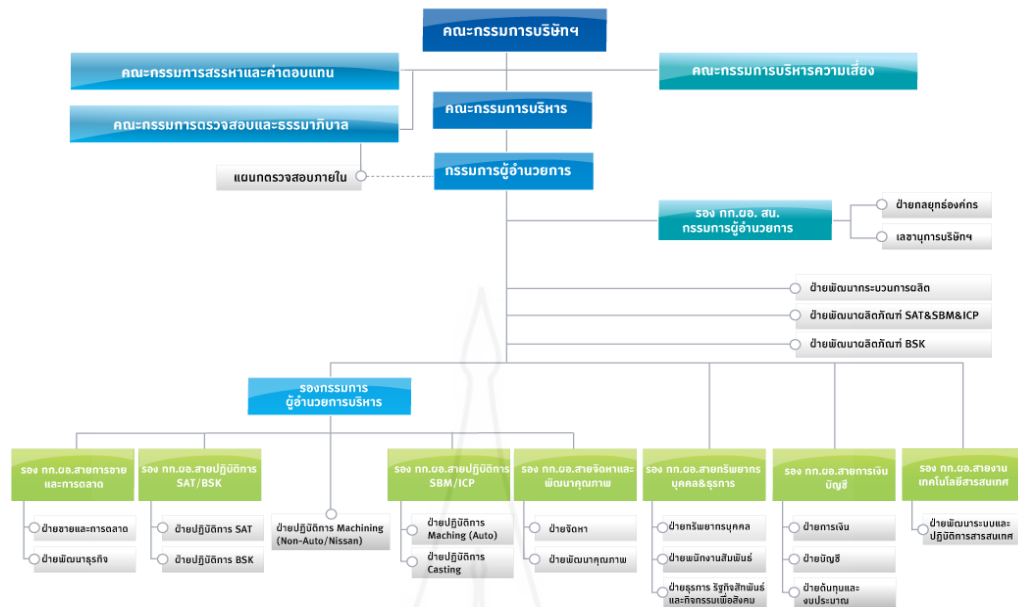 คณะกรรมการบริษัทฯ
คณะกรรมการสรรหาและค่าตอบแทน
คณะกรรมการบริหารความเสี่ยง
คณะกรรมการบริหาร
คณะกรรมการตรวจสอบและธรรมาภิบาล
กรรมการผู้อำนวยการ
แผนกตรวจสอบภายใน
รอง กก.ผอ. สน.
กรรมการผู้อำนวยการ
ฝ่ายกลยุทธ์องค์กร
เลขานุการบริษัทฯ
ฝ่ายพัฒนากระบวนการผลิต
ฝ่ายพัฒนาผลิตภัณฑ์ SAT&SBM&ICP
ฝ่ายพัฒนาผลิตภัณฑ์ BSK
รองกรรมการ
ผู้อำนวยการบริหาร
รอง กก.ผอ.สายการขาย
และการตลาด
ฝ่ายขายและการตลาด
ฝ่ายพัฒนาธุรกิจ
รอง กก.ผอ.สายปฏิบัติการ
SAT/BSK
ฝ่ายปฏิบัติการ SAT
ฝ่ายปฏิบัติการ BSK
ฝ่ายปฏิบัติการ Machining
(Non-Auto/Nissan)
รอง กก.ผอ.สายปฏิบัติการ
SBM/ICP
ฝ่ายปฏิบัติการ
Maching (Auto)
ฝ่ายปฏิบัติการ
Casting
รอง กก.ผอ.สายจัดหาและ
พัฒนาคุณภาพ
ฝ่ายจัดหา
ฝ่ายพัฒนาคุณภาพ
รอง กก.ผอ.สายทรัพยากร
บุคคล&ธุรการ
ฝ่ายทรัพยากรบุคคล
ฝ่ายพนักงานสัมพันธ์
ฝ่ายธุรการ รัฐกิจสัมพันธ์
และกิจกรรมเพื่อสังคม
รอง กก.ผอ.สายการเงิน
บัญชี
ฝ่ายการเงิน
ฝ่ายบัญชี
ฝ่ายต้นทุนและ
งบประมาณ
รอง กก.ผอ.สายงาน
เทคโนโลยีสารสนเทศ
ฝ่ายพัฒนาระบบและ
ปฏิบัติการสารสนเทศ